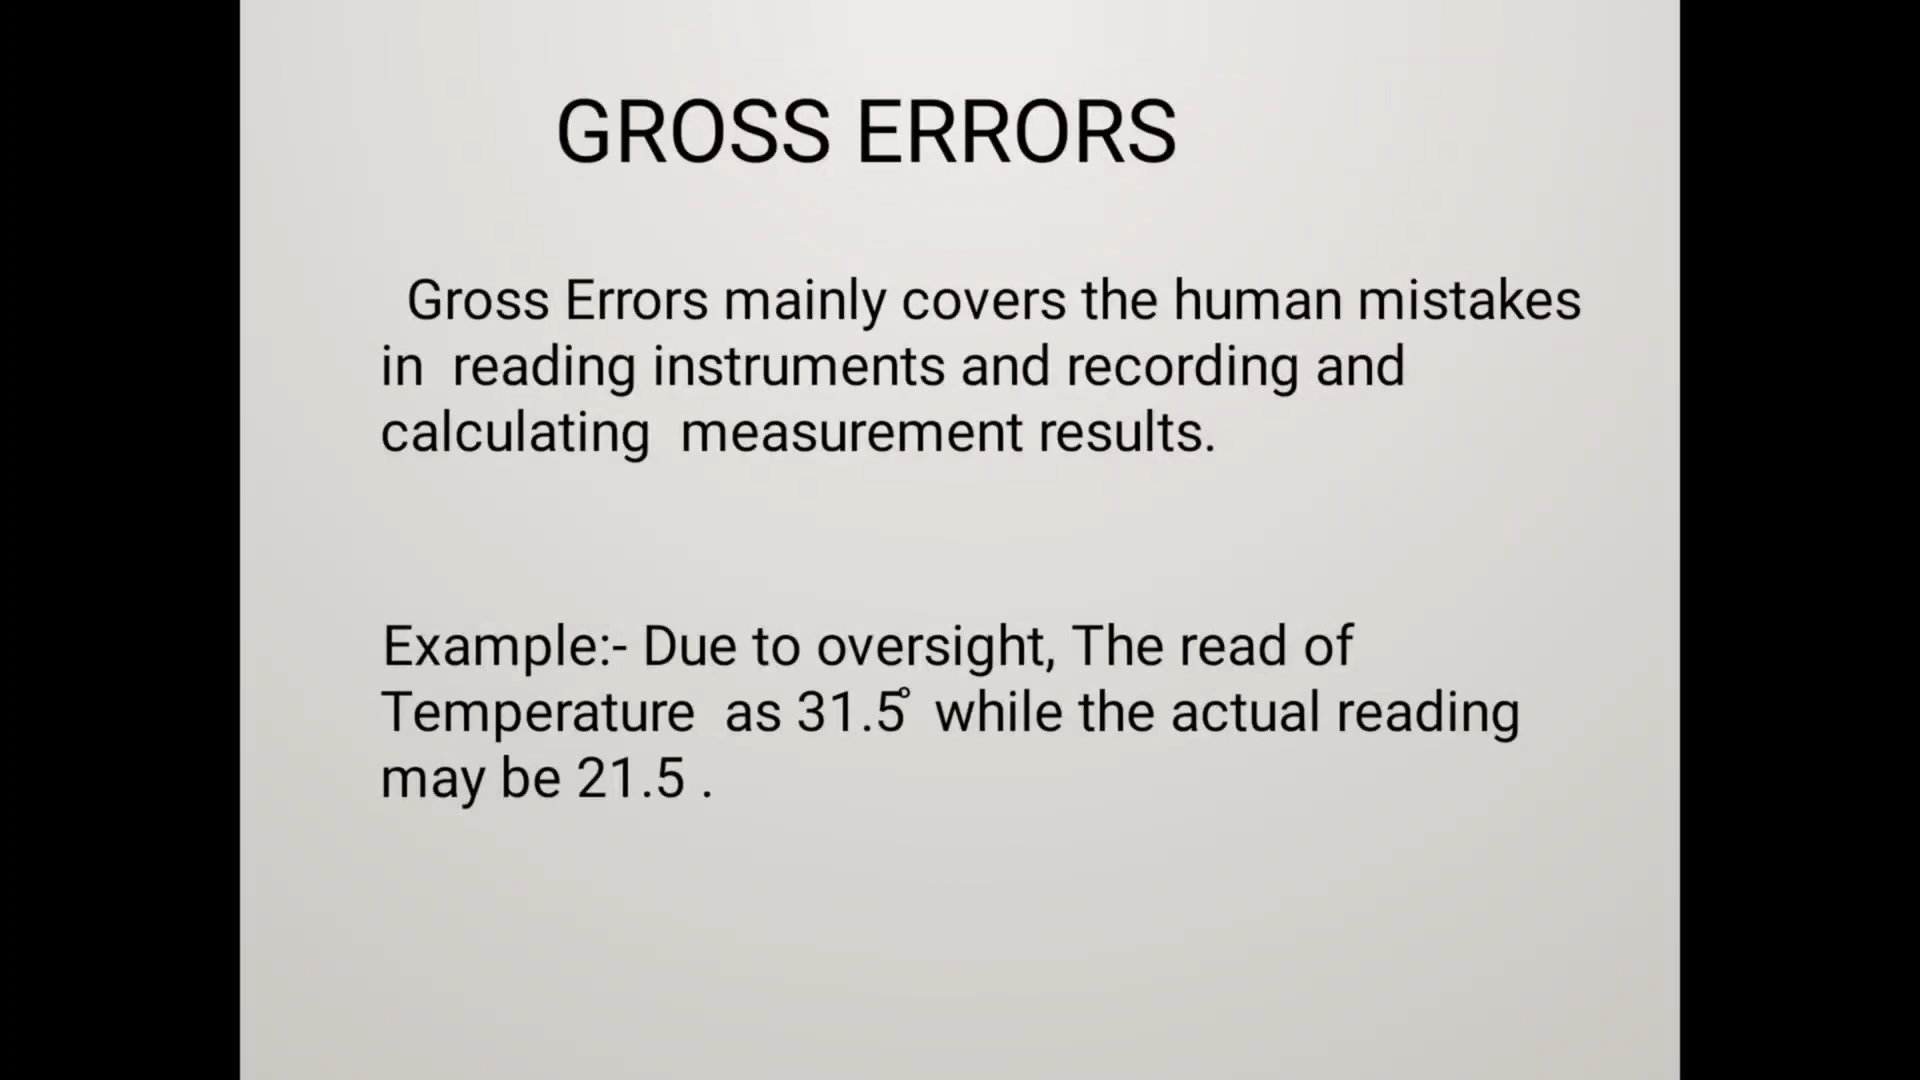 GROSS ERRORS
Gross Errors mainly covers the human mistakes
in reading instruments and recording and
calculating measurement results.
Example:- Due to oversight, The read of
Temperature as 31.5° while the actual reading
may be 21.5 .